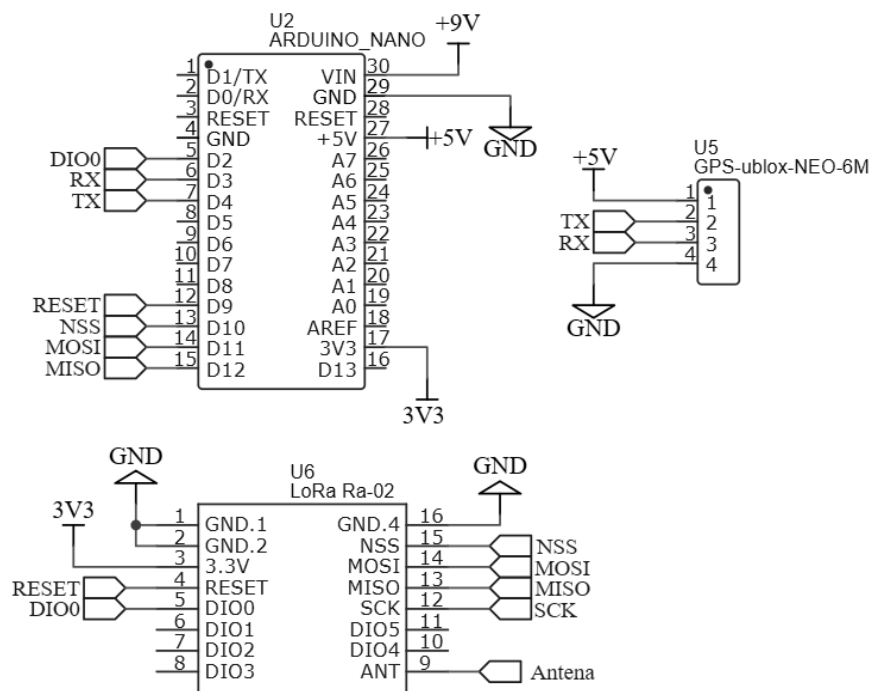 U2
ARDUINO_NANO
+9V
1 D1/TX VIN 30
2 D0/RX GND 29
3 RESET RESET 28
4 GND +5V 27 +5V
GND
DIO0 5 D2 A7 26
RX 6 D3 A6 25
TX 7 D4 A5 24
8 D5 A4 23
9 D6 A3 22
10 D7 A2 21
11 D8 A1 20
RESET 12 D9 A0 19
NSS 13 D10 AREF 18
MOSI 14 D11 3V3 17
MISO 15 D12 D13 16
3V3
U5
GPS-ublox-NEO-6M
+5V
1 1
TX 2 2
RX 3 3
4 4
GND
U6
LoRa Ra-02
GND
GND
3V3
1 GND.1 GND.4 16
2 GND.2 NSS 15 NSS
3 3.3V MOSI 14 MOSI
RESET 4 RESET MISO 13 MISO
DIO0 5 DIO0 SCK 12 SCK
6 DIO1 DIO5 11
7 DIO2 DIO4 10
8 DIO3 ANT 9 Antena